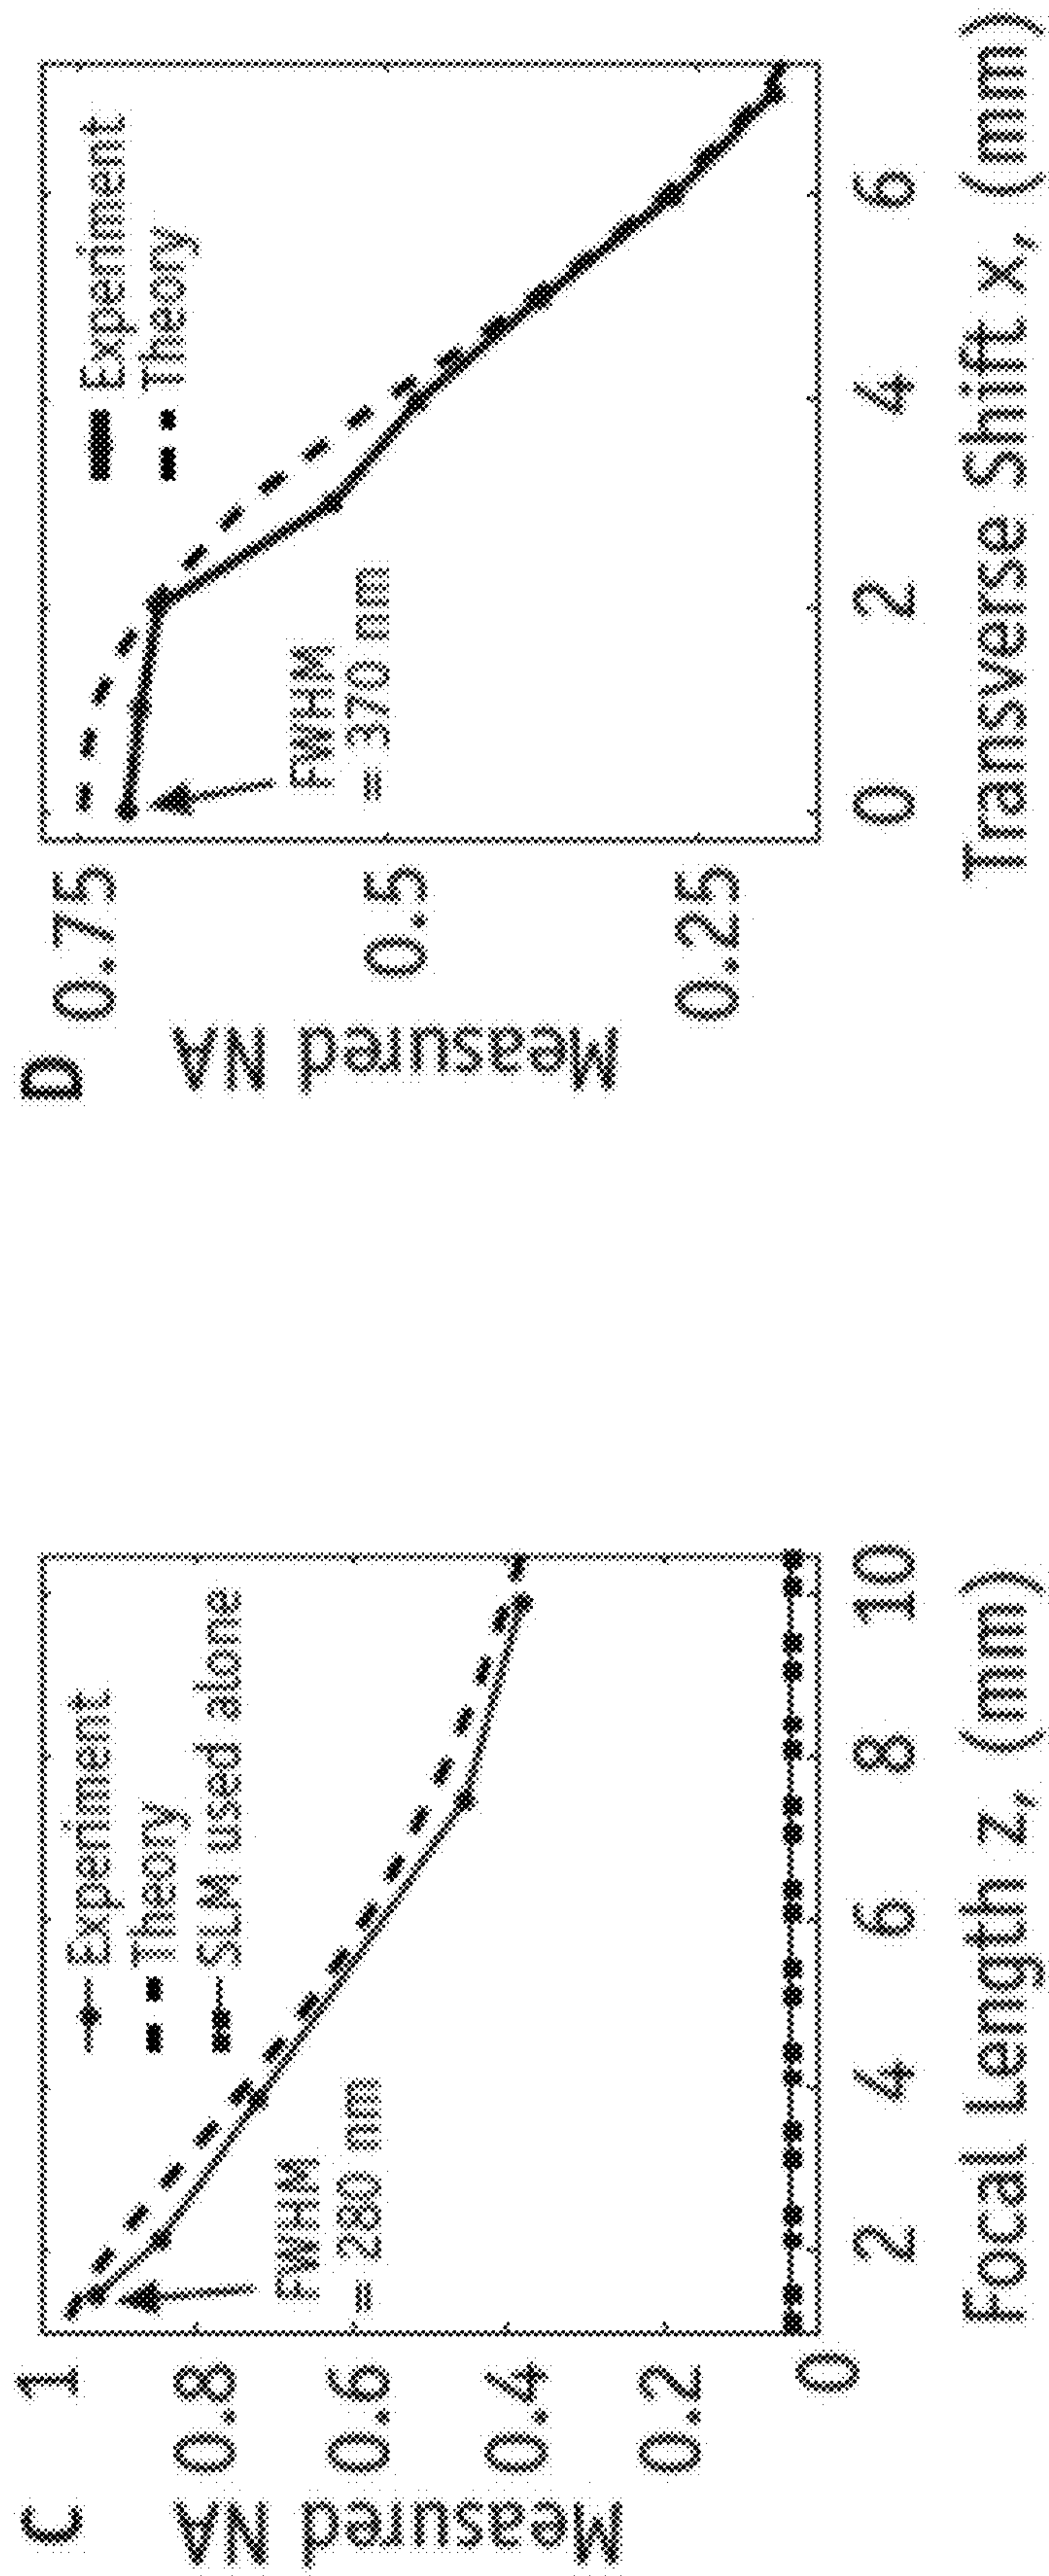 C
Measured NA
1
0.8
0.6
0.4
0.2
0
Experiment
Theory
SLM used alone
FWHM
= 280 nm
2 4 6 8 10
Focal Length z, (mm)
D
Measured NA
0.75
0.5
0.25
Experiment
Theory
FWHM
= 370 nm
0 2 4 6
Transverse Shift x, (mm)